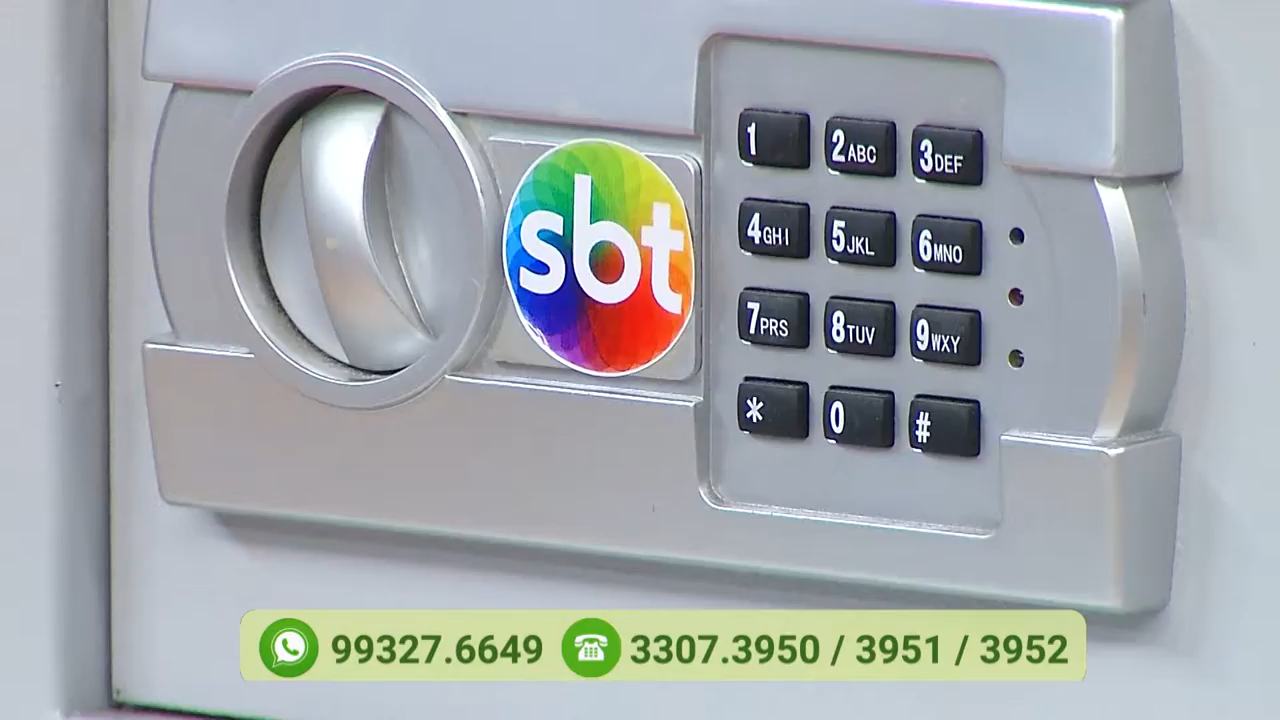 sbt
1 2ABC 3DEF
4GHI 5JKL 6MNO
7PRS 8TUV 9WXY
* 0 #
99327.6649 3307.3950 / 3951 / 3952